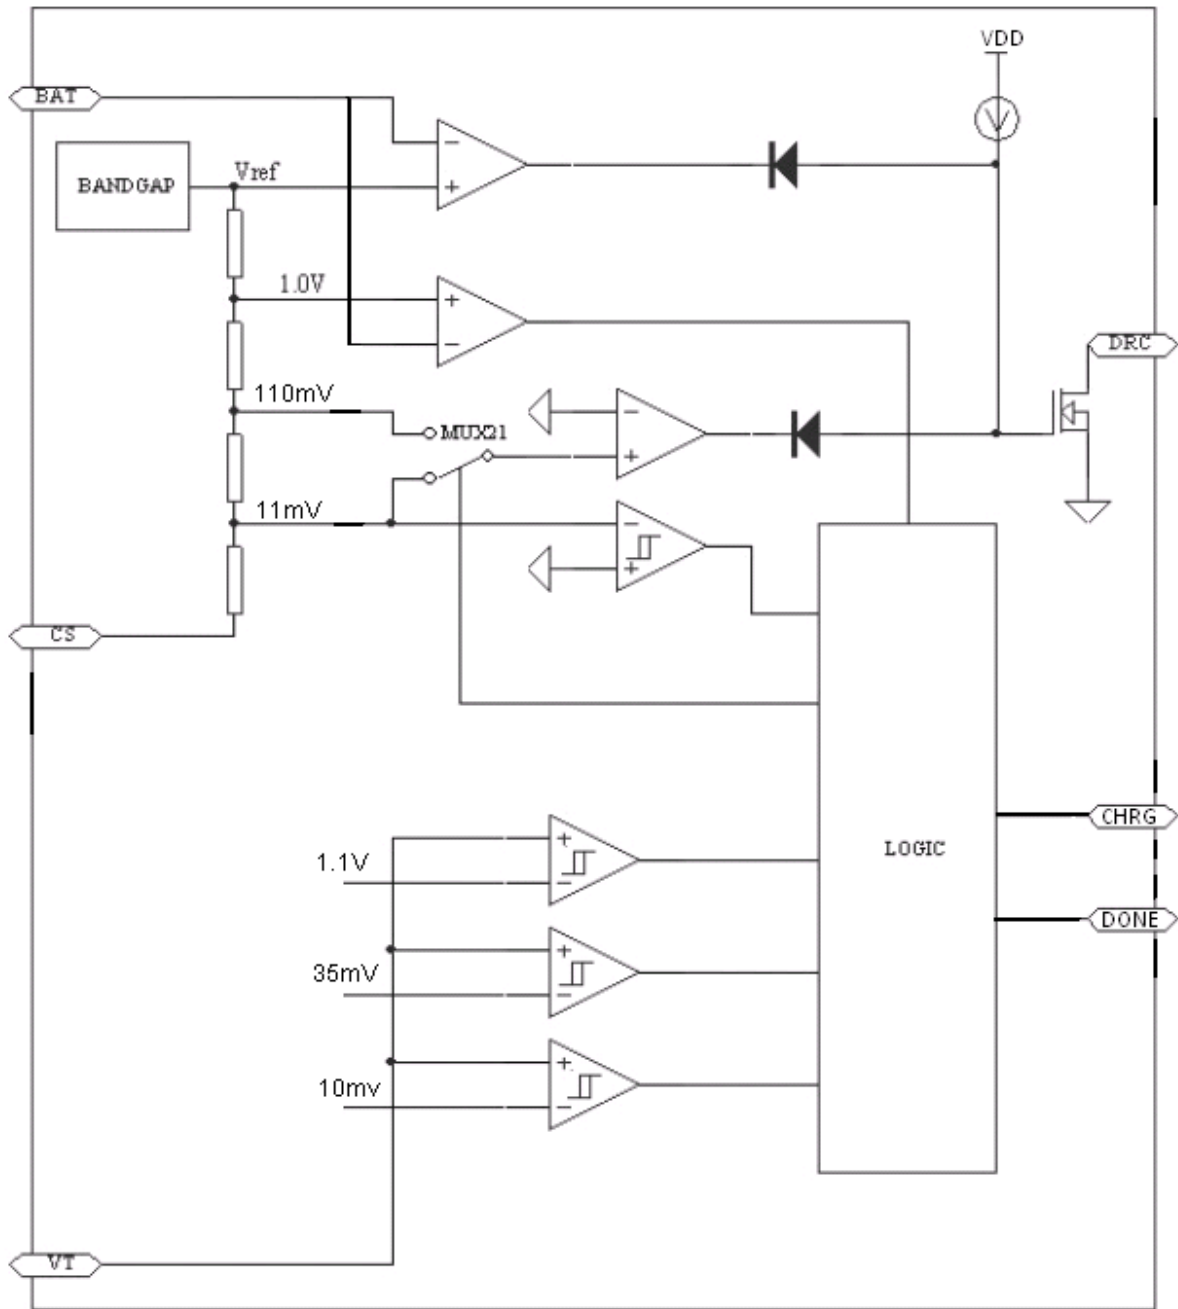 VDD
BAT
Vref
BANDGAP
−
+
1.0V
+
−
DRC
110mV
−
MUX21
+
11mV
−
+
CS
CHRG
+
1.1V
LOGIC
−
DONE
+
35mV
−
+
10mv
−
VT